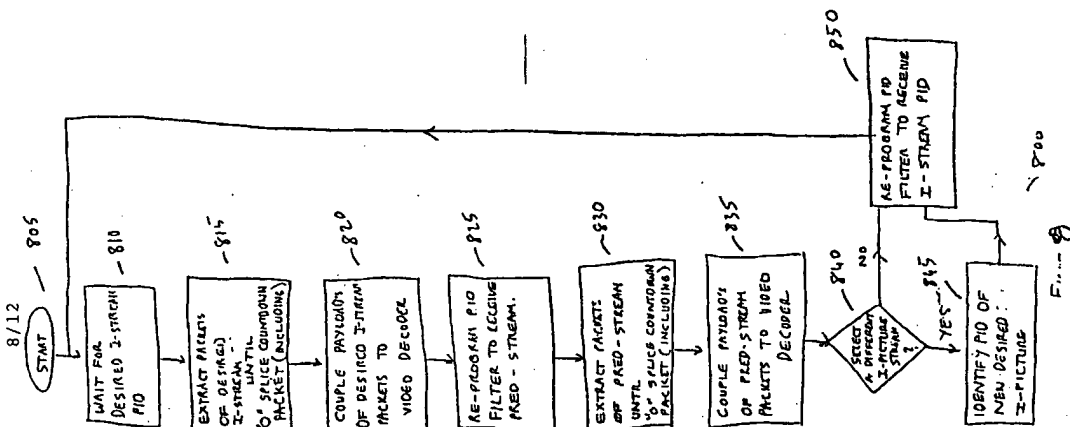 8/12
START
805
WAIT FOR
DESIRED I-STREAM
PID
810
EXTRACT PACKETS
OF DESIRED
I-STREAM
UNTIL
"0" SPLICE COUNTDOWN
PACKET (INCLUDING)
815
COUPLE PAYLOADS
OF DESIRED I-STREAM
PACKETS TO
VIDEO DECODER
820
RE-PROGRAM PID
FILTER TO RECEIVE
PRED-STREAM.
825
EXTRACT PACKETS
OF PRED-STREAM
UNTIL
"0" SPLICE COUNTDOWN
PACKET (INCLUDING)
830
COUPLE PAYLOAD'S
OF PRED-STREAM
PACKETS TO VIDEO
DECODER
835
SELECT
A DIFFERENT
I-PICTURE
STREAM
?
840
NO
YES
845
IDENTIFY PID OF
NEW DESIRED
I-PICTURE
RE-PROGRAM PID
FILTER TO RECEIVE
I-STREAM PID
850
800